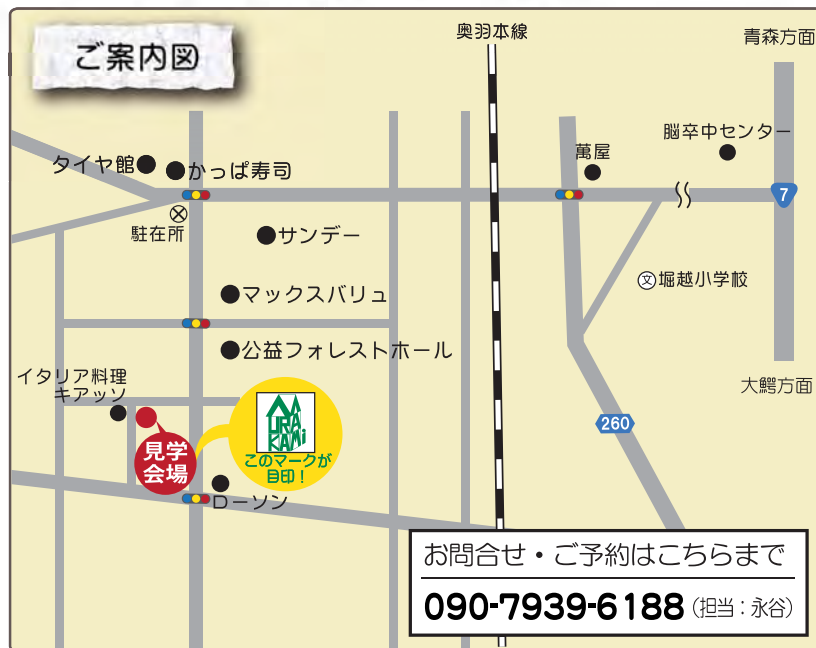 ご案内図
奥羽本線
青森方面
タイヤ館
かっぱ寿司
萬屋
脳卒中センター
7
駐在所
サンデー
文堀越小学校
マックスバリュ
公益フォレストホール
イタリア料理
キアッソ
大鰐方面
260
見学
会場
URAKAMi
このマークが
目印！
ローソン
お問合せ・ご予約はこちらまで
090-7939-6188（担当：永谷）